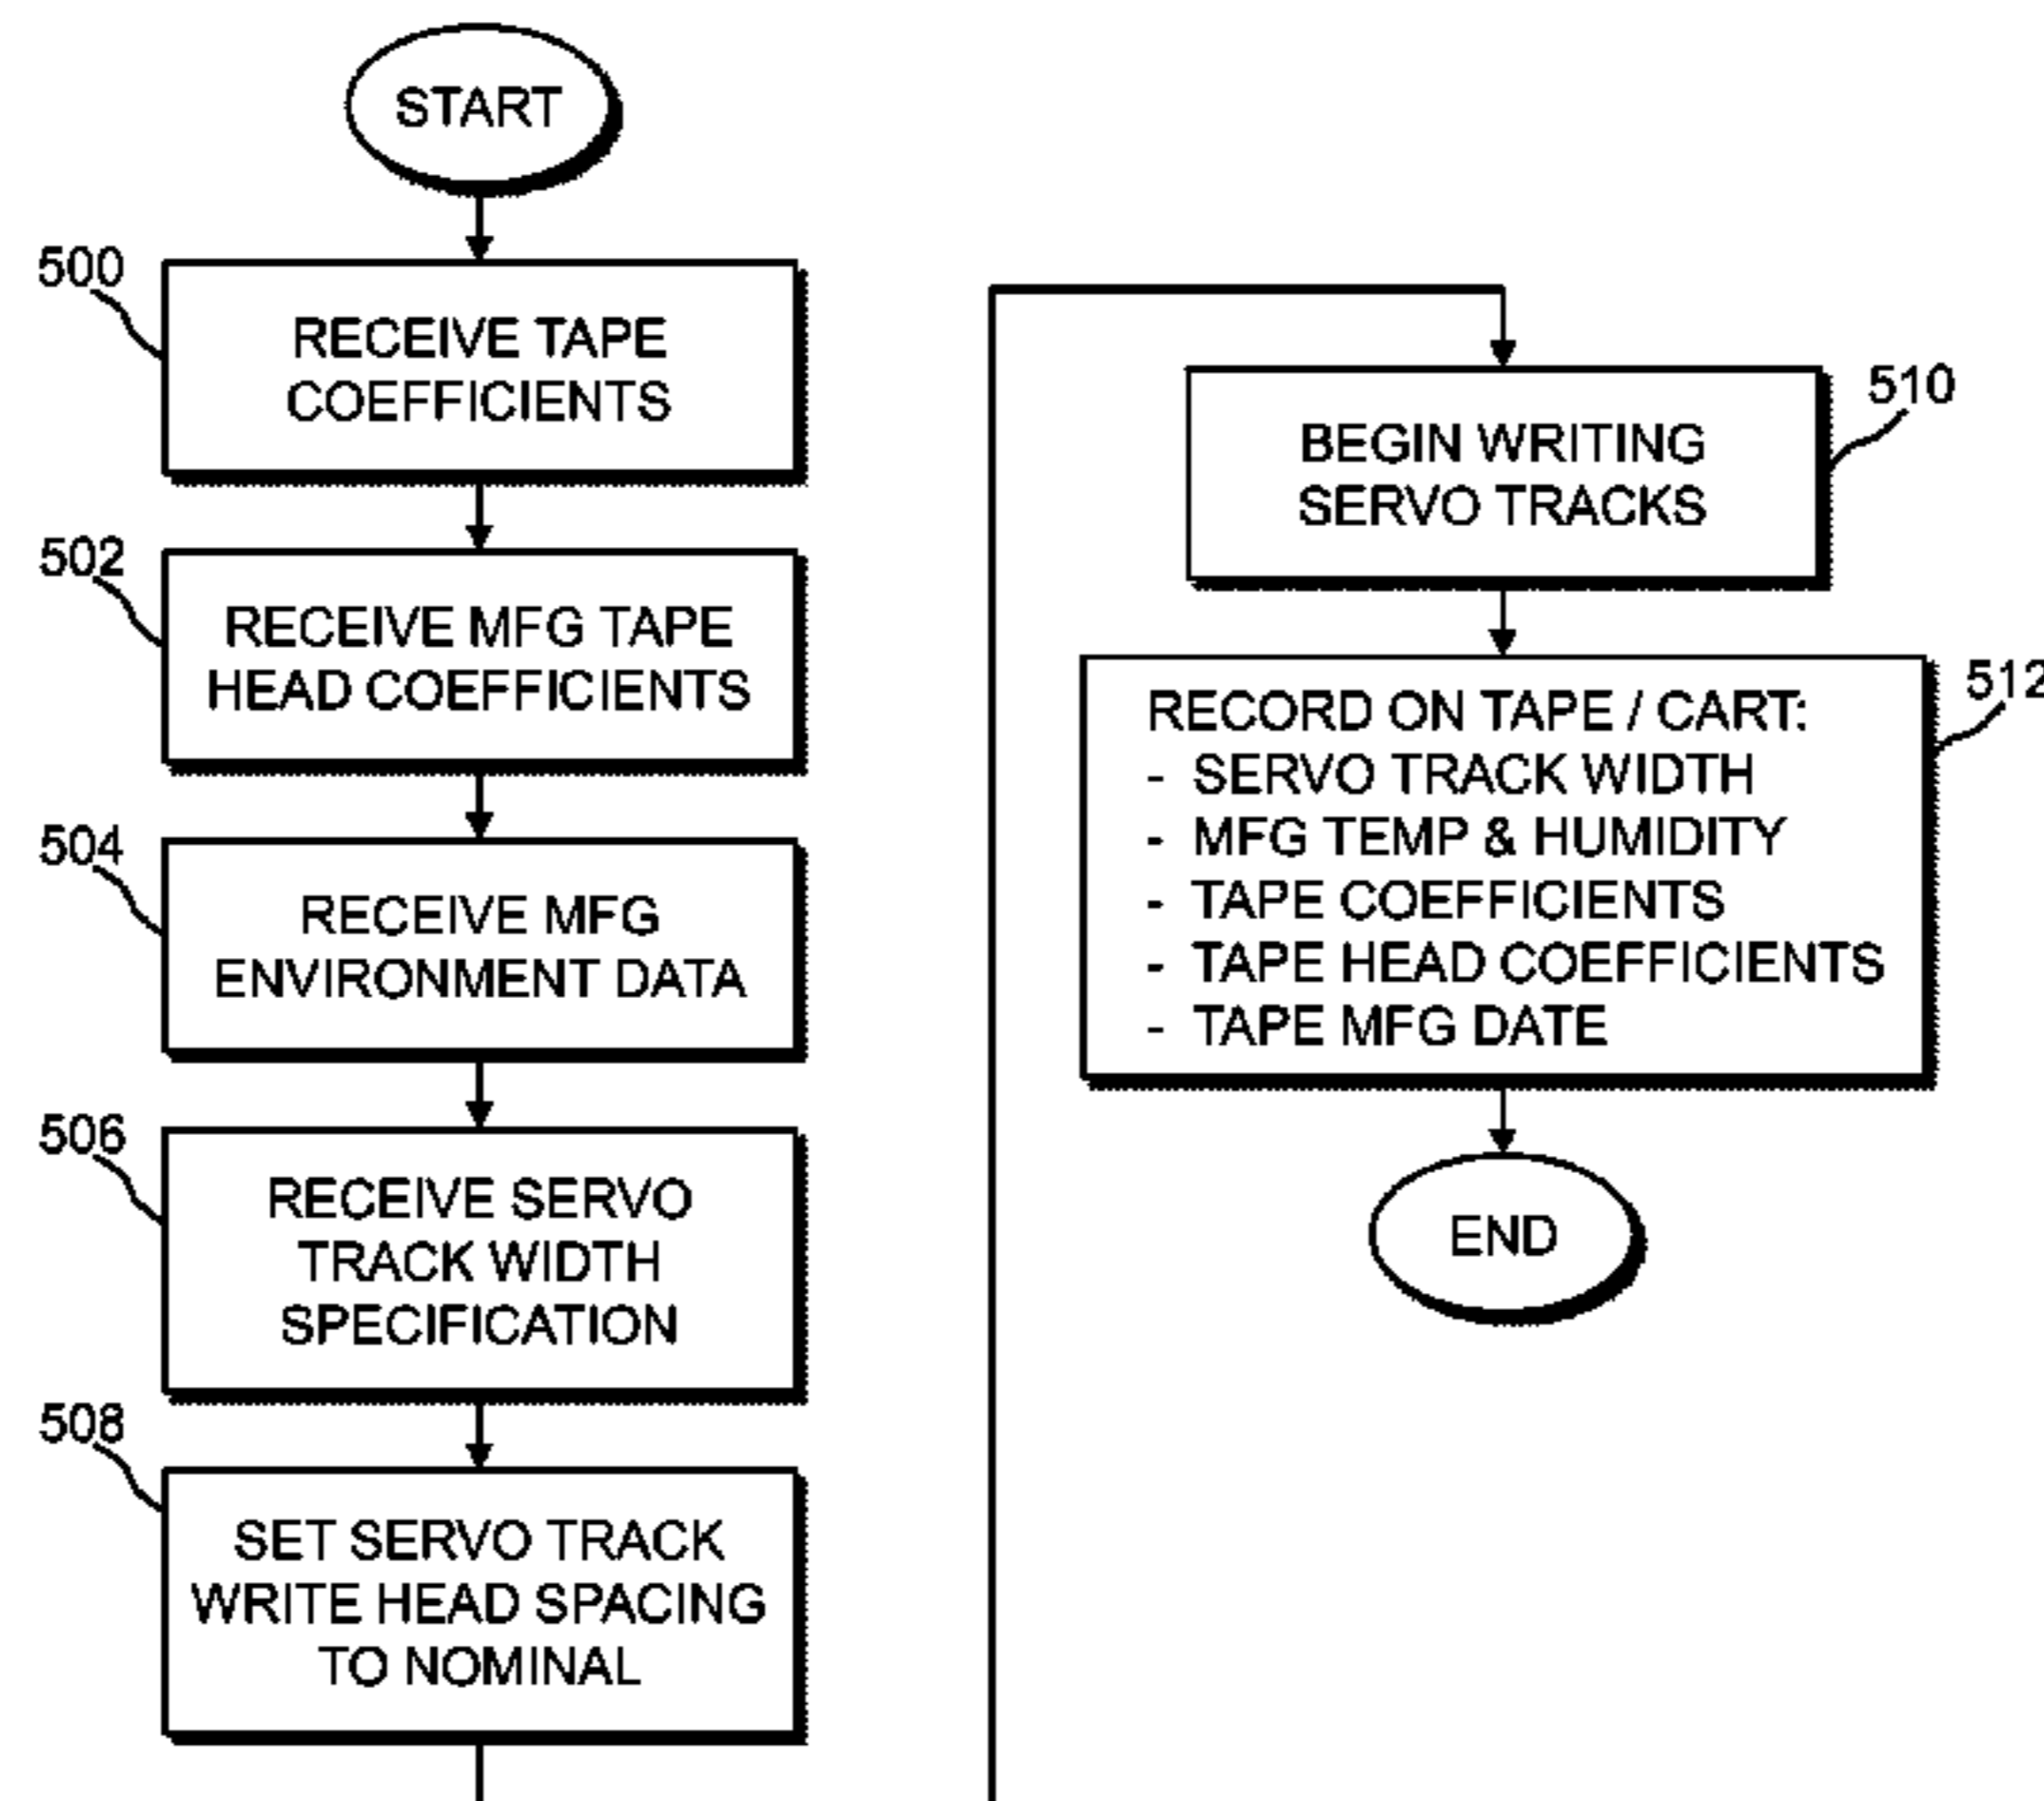 START
500
RECEIVE TAPE
COEFFICIENTS
502
RECEIVE MFG TAPE
HEAD COEFFICIENTS
504
RECEIVE MFG
ENVIRONMENT DATA
506
RECEIVE SERVO
TRACK WIDTH
SPECIFICATION
508
SET SERVO TRACK
WRITE HEAD SPACING
TO NOMINAL
510
BEGIN WRITING
SERVO TRACKS
512
RECORD ON TAPE / CART:
- SERVO TRACK WIDTH
- MFG TEMP & HUMIDITY
- TAPE COEFFICIENTS
- TAPE HEAD COEFFICIENTS
- TAPE MFG DATE
END